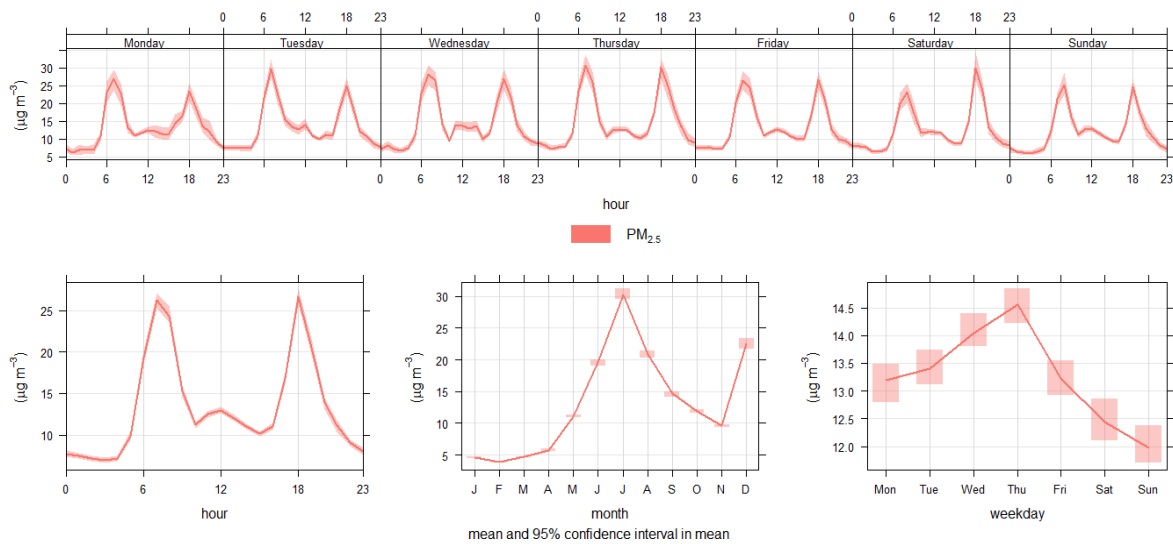 0 6 12 18 23 0 6 12 18 23 0 6 12 18 23
Monday Tuesday Wednesday Thursday Friday Saturday Sunday
(μg m⁻³)
30
25
20
15
10
5
0 6 12 18 23 0 6 12 18 23 0 6 12 18 23 0 6 12 18 23
hour
PM₂.₅
(μg m⁻³)
25
20
15
10
0 6 12 18 23
hour
(μg m⁻³)
30
25
20
15
10
5
J F M A M J J A S O N D
month
mean and 95% confidence interval in mean
(μg m⁻³)
14.5
14.0
13.5
13.0
12.5
12.0
Mon Tue Wed Thu Fri Sat Sun
weekday